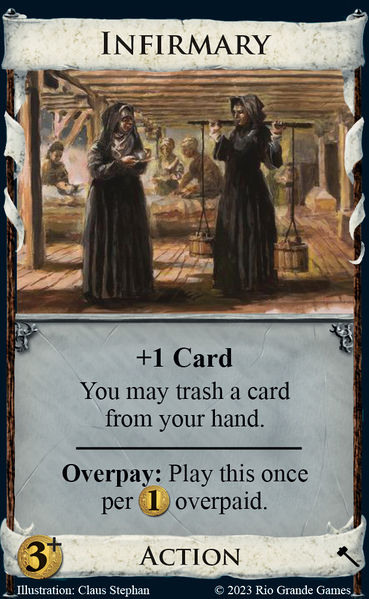 INFIRMARY
+1 Card
You may trash a card
from your hand.
Overpay: Play this once
per 1 overpaid.
3+
ACTION
Illustration: Claus Stephan
© 2023 Rio Grande Games